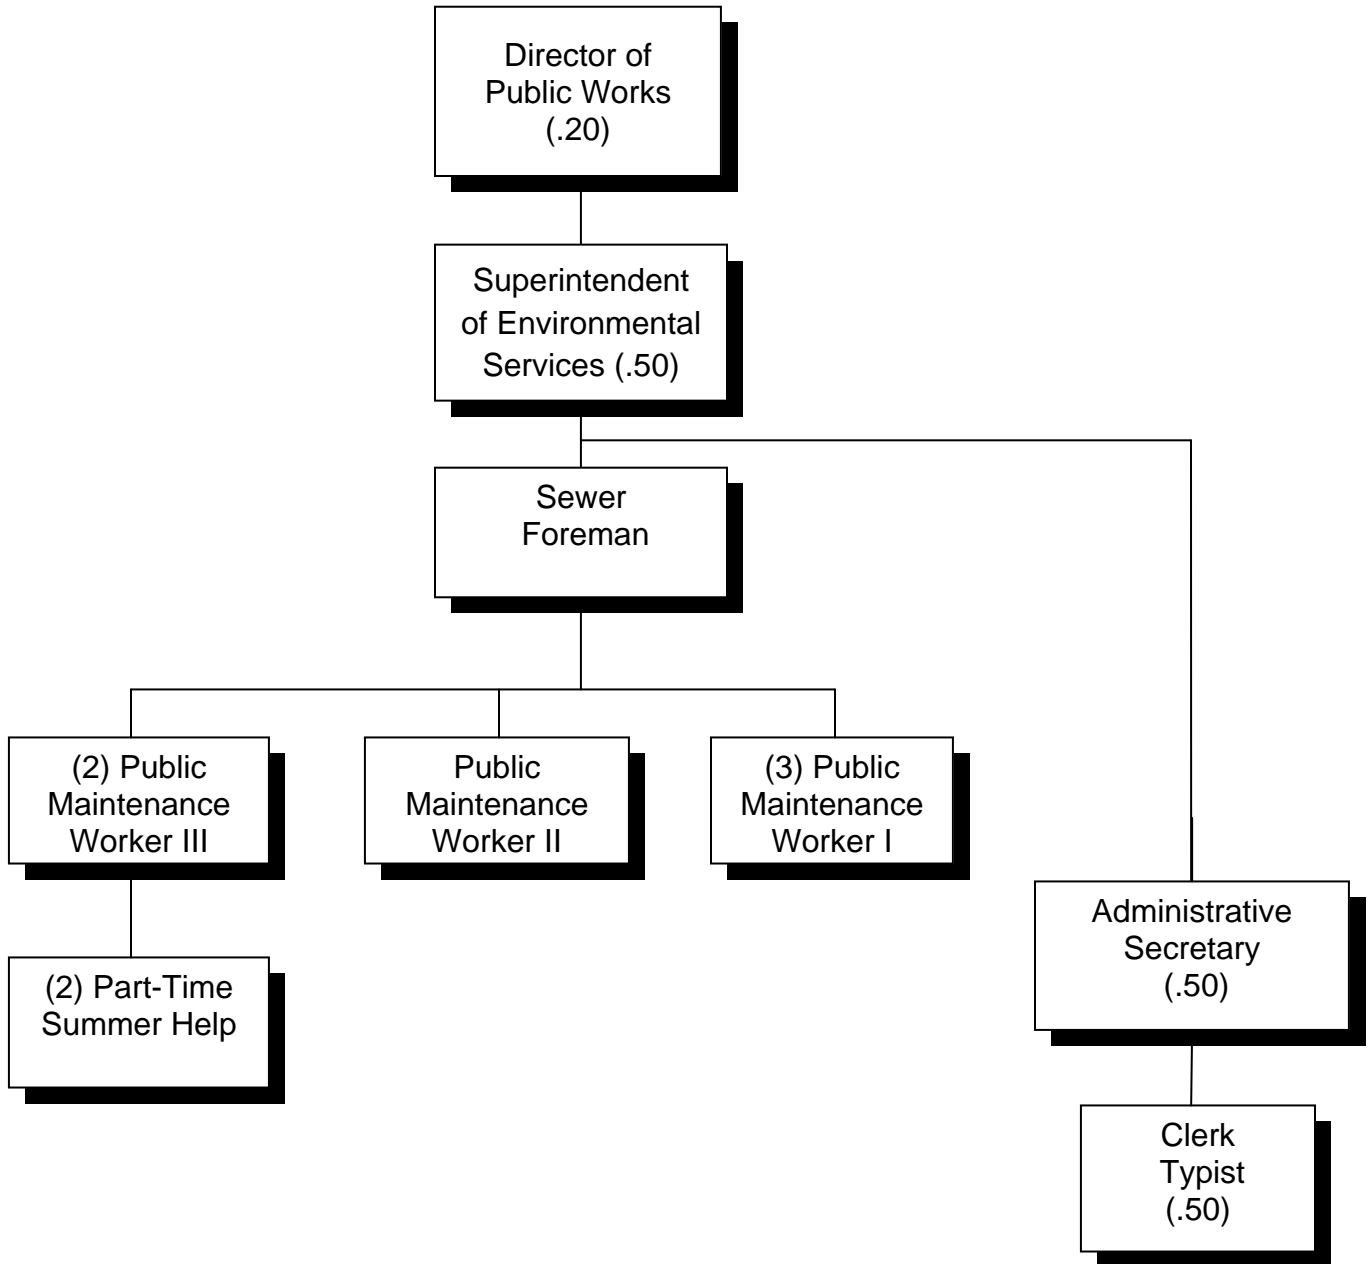 Director of
Public Works
(.20)
Superintendent
of Environmental
Services (.50)
Sewer
Foreman
(2) Public
Maintenance
Worker III
Public
Maintenance
Worker II
(3) Public
Maintenance
Worker I
Administrative
Secretary
(.50)
(2) Part-Time
Summer Help
Clerk
Typist
(.50)